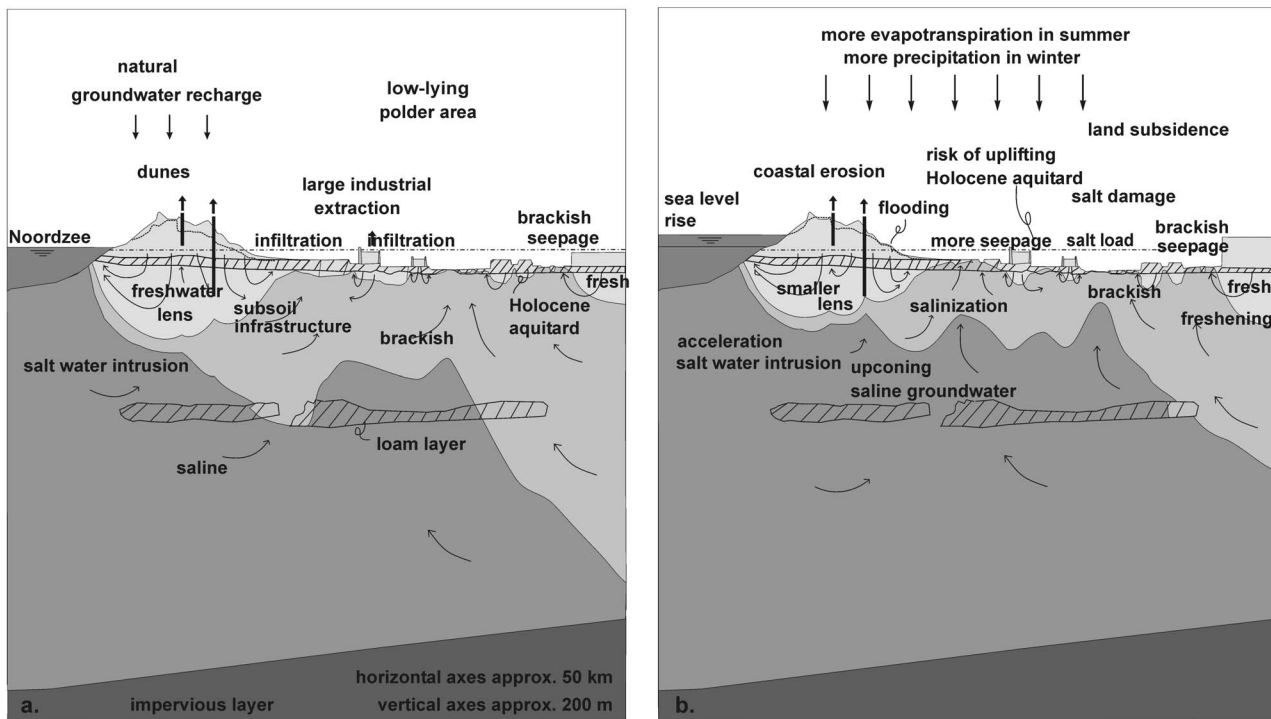 natural
groundwater recharge
low-lying
polder area
dunes
large industrial
extraction
Noordzee
infiltration
infiltration
brackish
seepage
fresh
freshwater
lens
subsoil
infrastructure
Holocene
aquitard
brackish
salt water intrusion
loam layer
saline
horizontal axes approx. 50 km
a.
impervious layer
vertical axes approx. 200 m
more evapotranspiration in summer
more precipitation in winter
land subsidence
risk of uplifting
Holocene aquitard
coastal erosion
salt damage
sea level
rise
flooding
more seepage
salt load
brackish
seepage
smaller
lens
salinization
brackish
fresh
freshening
acceleration
salt water intrusion
upconing
saline groundwater
b.